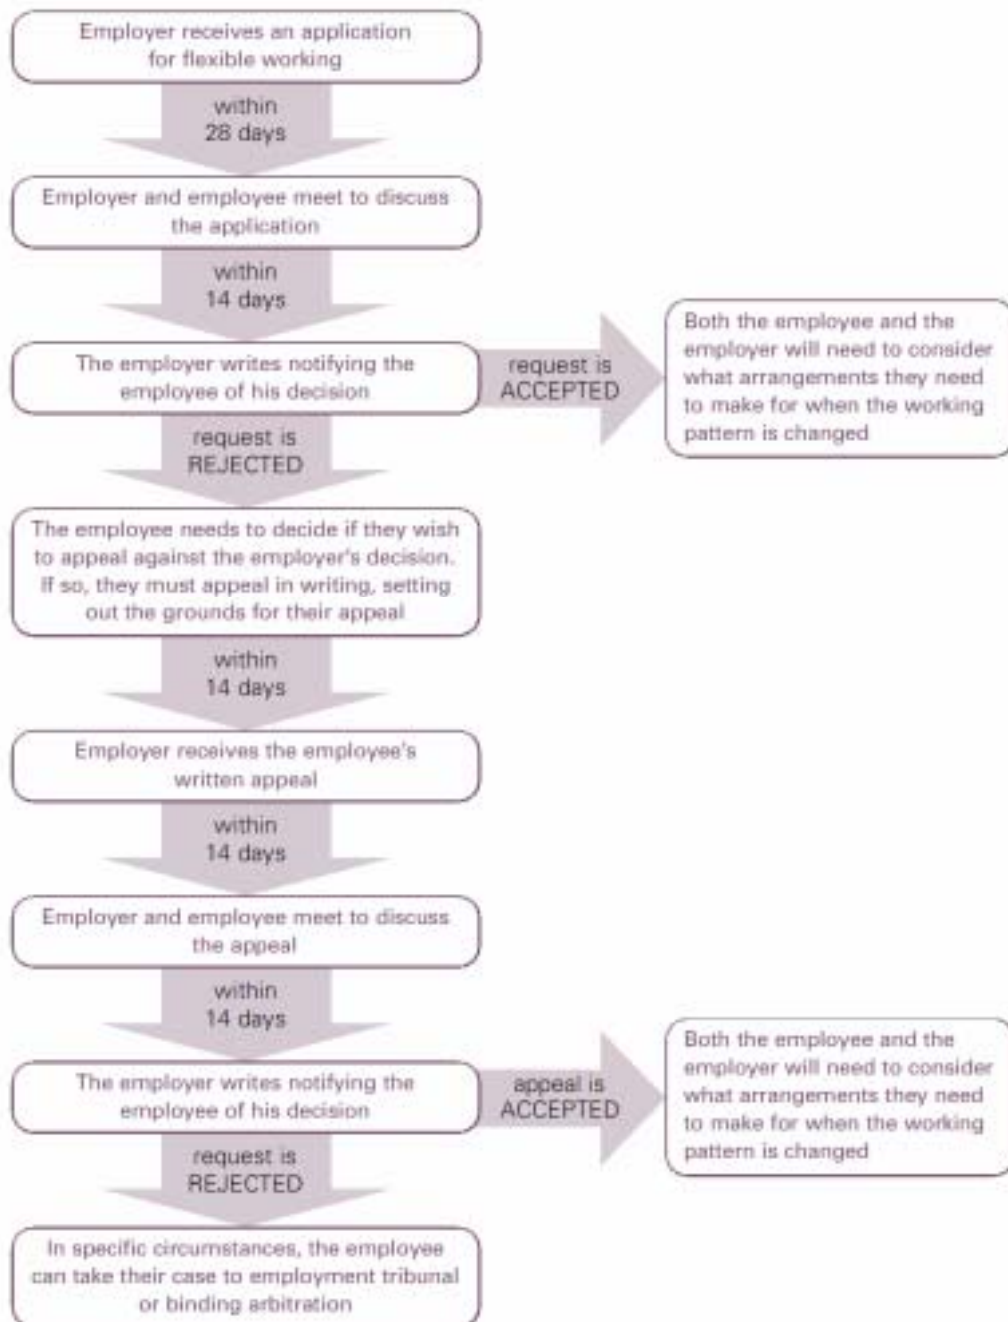 Employer receives an application
for flexible working
within
28 days
Employer and employee meet to discuss
the application
within
14 days
The employer writes notifying the
employee of his decision
request is
ACCEPTED
Both the employee and the
employer will need to consider
what arrangements they need
to make for when the working
pattern is changed
request is
REJECTED
The employee needs to decide if they wish
to appeal against the employer's decision.
If so, they must appeal in writing, setting
out the grounds for their appeal
within
14 days
Employer receives the employee's
written appeal
within
14 days
Employer and employee meet to discuss
the appeal
within
14 days
The employer writes notifying the
employee of his decision
appeal is
ACCEPTED
Both the employee and the
employer will need to consider
what arrangements they need
to make for when the working
pattern is changed
request is
REJECTED
In specific circumstances, the employee
can take their case to employment tribunal
or binding arbitration